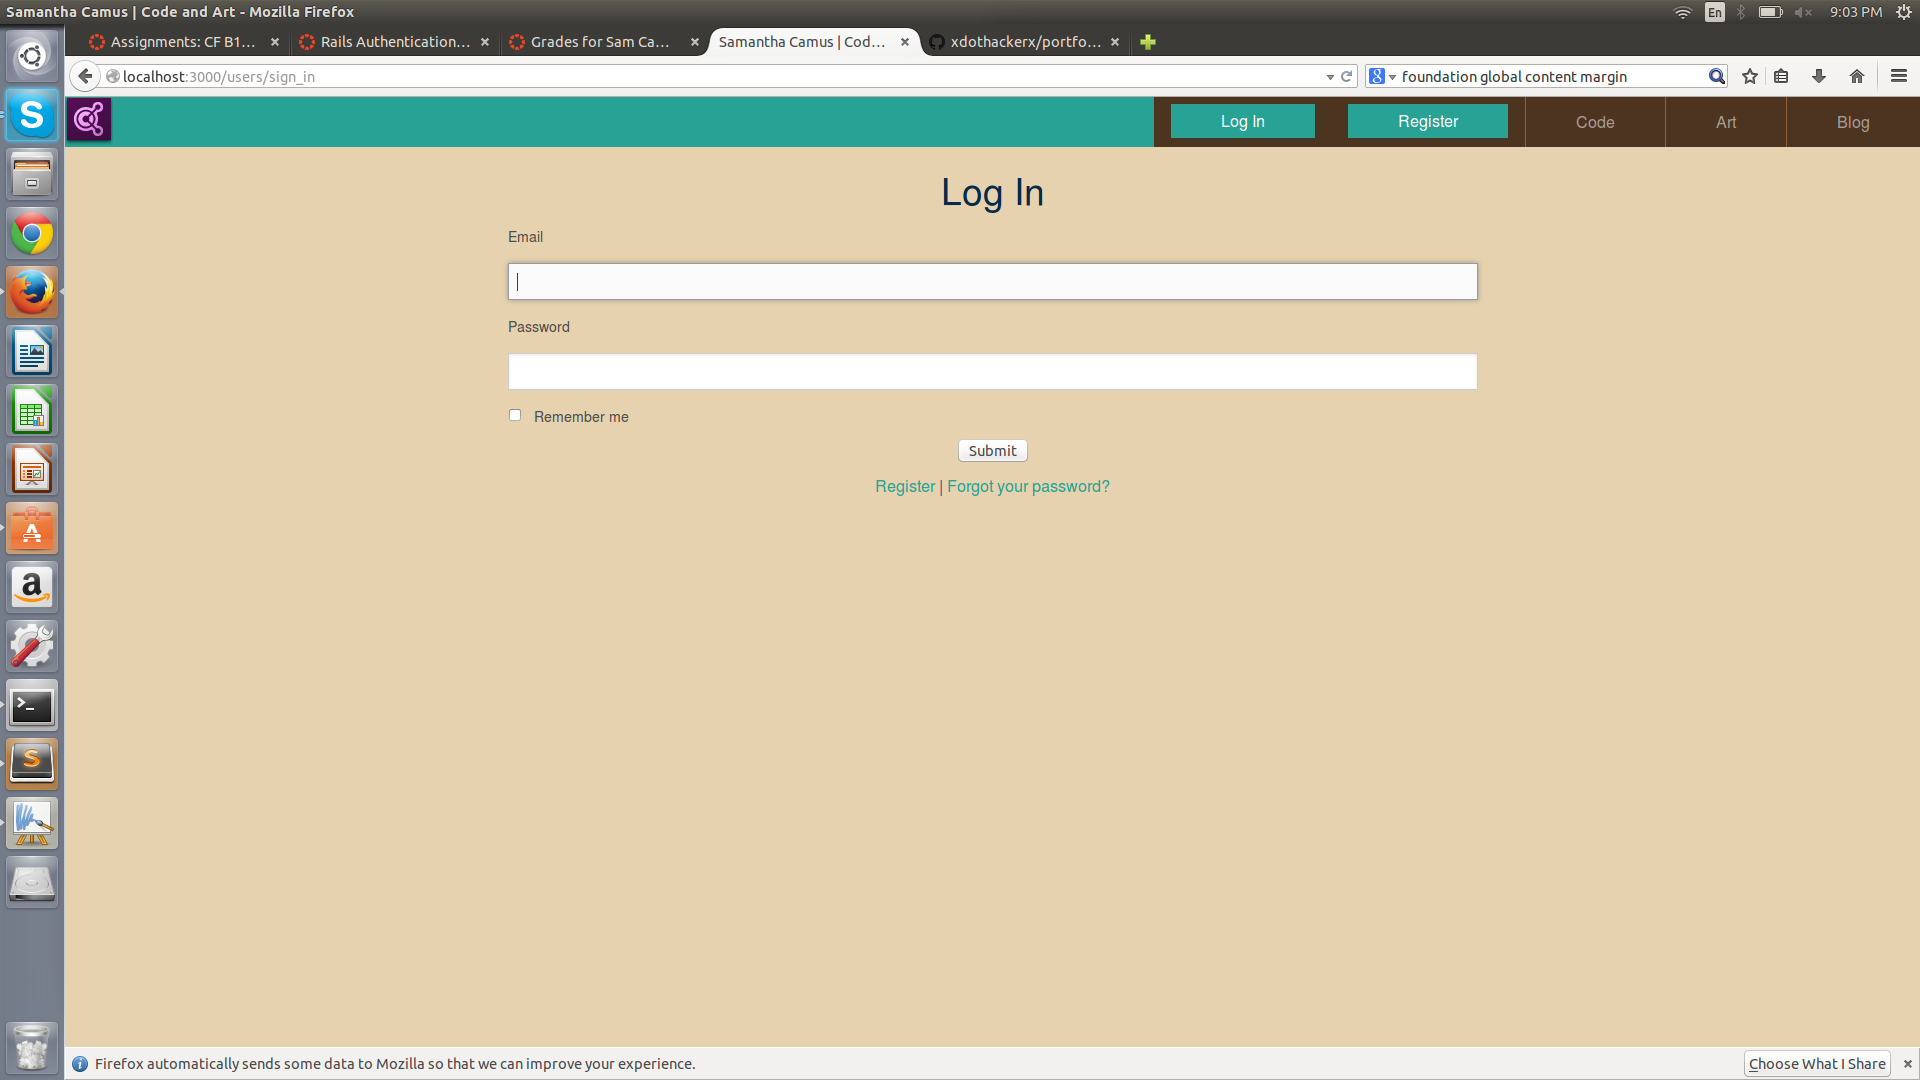 Samantha Camus | Code and Art - Mozilla Firefox
En
9:03 PM
Assignments: CF B1...
Rails Authentication...
Grades for Sam Ca...
Samantha Camus | Cod...
xdothackerx/portfo...
localhost:3000/users/sign_in
foundation global content margin
Log In
Register
Code
Art
Blog
Log In
Email
Password
Remember me
Submit
Register | Forgot your password?
Firefox automatically sends some data to Mozilla so that we can improve your experience.
Choose What I Share